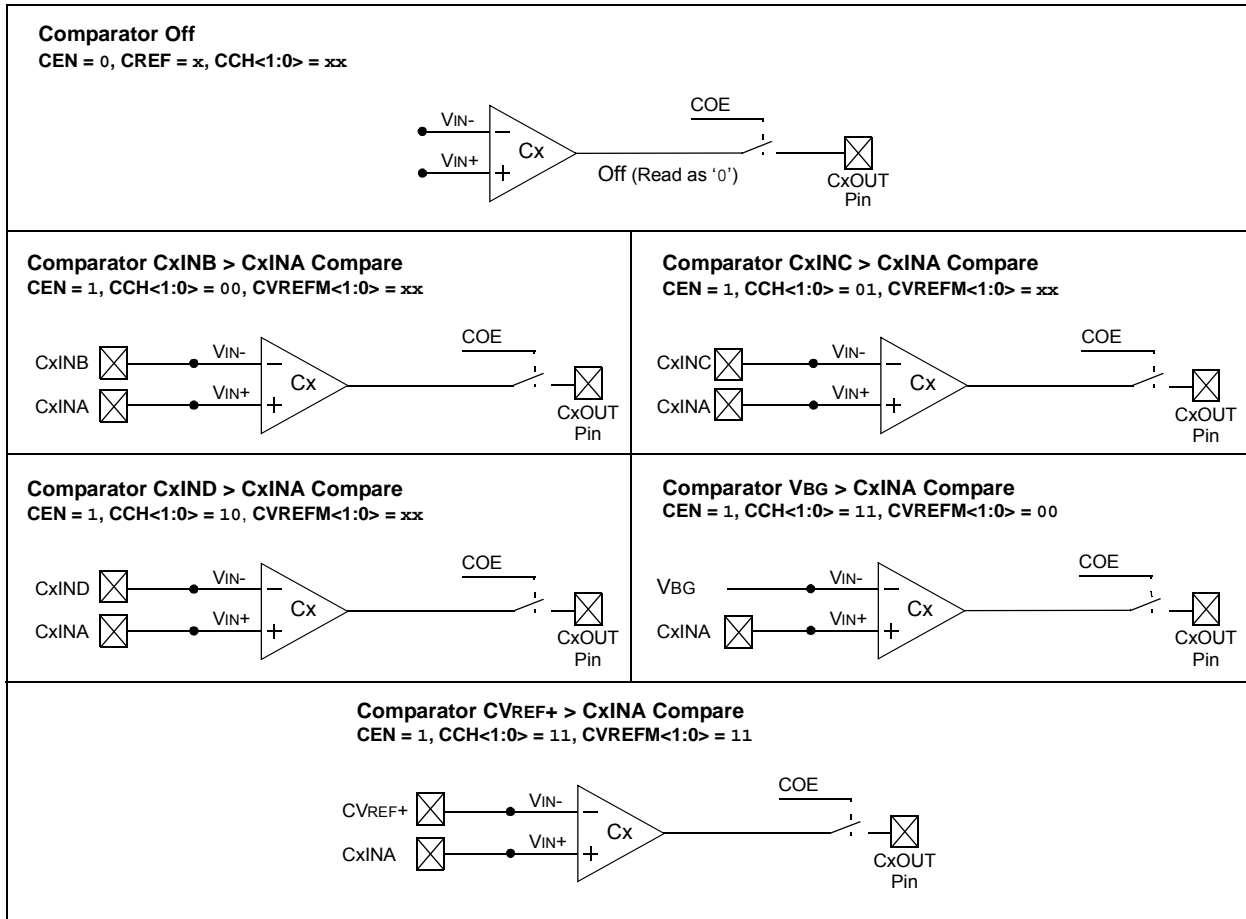 Comparator Off
CEN = 0, CREF = x, CCH<1:0> = xx
COE
VIN-
Cx
VIN+
Off (Read as ‘0’)
CxOUT
Pin
Comparator CxINB > CxINA Compare
CEN = 1, CCH<1:0> = 00, CVREFM<1:0> = xx
COE
CxINB
VIN-
Cx
CxINA
VIN+
CxOUT
Pin
Comparator CxINC > CxINA Compare
CEN = 1, CCH<1:0> = 01, CVREFM<1:0> = xx
COE
CxINC
VIN-
Cx
CxINA
VIN+
CxOUT
Pin
Comparator CxIND > CxINA Compare
CEN = 1, CCH<1:0> = 10, CVREFM<1:0> = xx
COE
CxIND
VIN-
Cx
CxINA
VIN+
CxOUT
Pin
Comparator VBG > CxINA Compare
CEN = 1, CCH<1:0> = 11, CVREFM<1:0> = 00
COE
VBG
VIN-
Cx
CxINA
VIN+
CxOUT
Pin
Comparator CVREF+ > CxINA Compare
CEN = 1, CCH<1:0> = 11, CVREFM<1:0> = 11
COE
CVREF+
VIN-
Cx
CxINA
VIN+
CxOUT
Pin